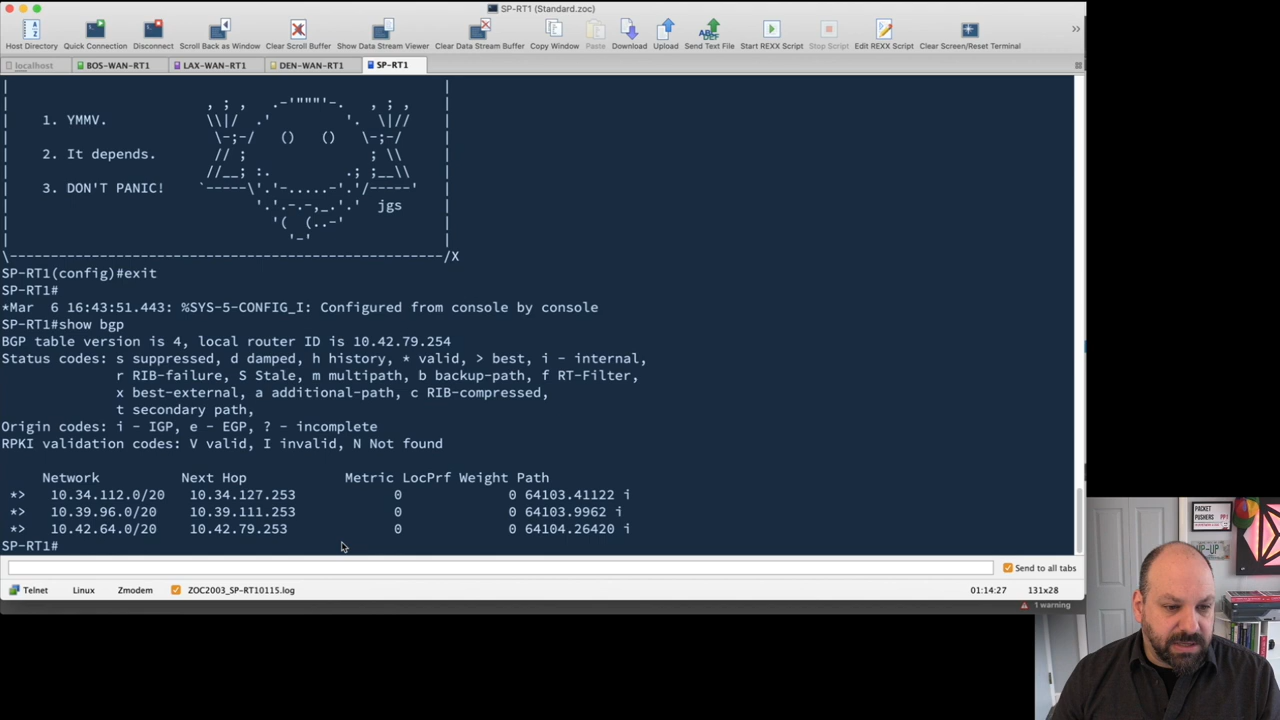 SP-RT1 (Standard.zoc)
Host Directory Quick Connection Disconnect Scroll Back as Window Clear Scroll Buffer Show Data Stream Viewer Clear Data Stream Buffer Copy Window Paste Download Upload Send Text File Start REXX Script Stop Script Edit REXX Script Clear Screen/Reset Terminal
localhost BOS-WAN-RT1 LAX-WAN-RT1 DEN-WAN-RT1 SP-RT1
1. YMMV.
2. It depends.
3. DON'T PANIC!
jgs
SP-RT1(config)#exit
SP-RT1#
*Mar  6 16:43:51.443: %SYS-5-CONFIG_I: Configured from console by console
SP-RT1#show bgp
BGP table version is 4, local router ID is 10.42.79.254
Status codes: s suppressed, d damped, h history, * valid, > best, i - internal,
r RIB-failure, S Stale, m multipath, b backup-path, f RT-Filter,
x best-external, a additional-path, c RIB-compressed,
t secondary path,
Origin codes: i - IGP, e - EGP, ? - incomplete
RPKI validation codes: V valid, I invalid, N Not found
Network Next Hop Metric LocPrf Weight Path
*> 10.34.112.0/20 10.34.127.253 0 0 64103.41122 i
*> 10.39.96.0/20 10.39.111.253 0 0 64103.9962 i
*> 10.42.64.0/20 10.42.79.253 0 0 64104.26420 i
SP-RT1#
Send to all tabs
Telnet Linux Zmodem ZOC2003_SP-RT10115.log 01:14:27 131x28
1 warning
PACKET
PUSHERS